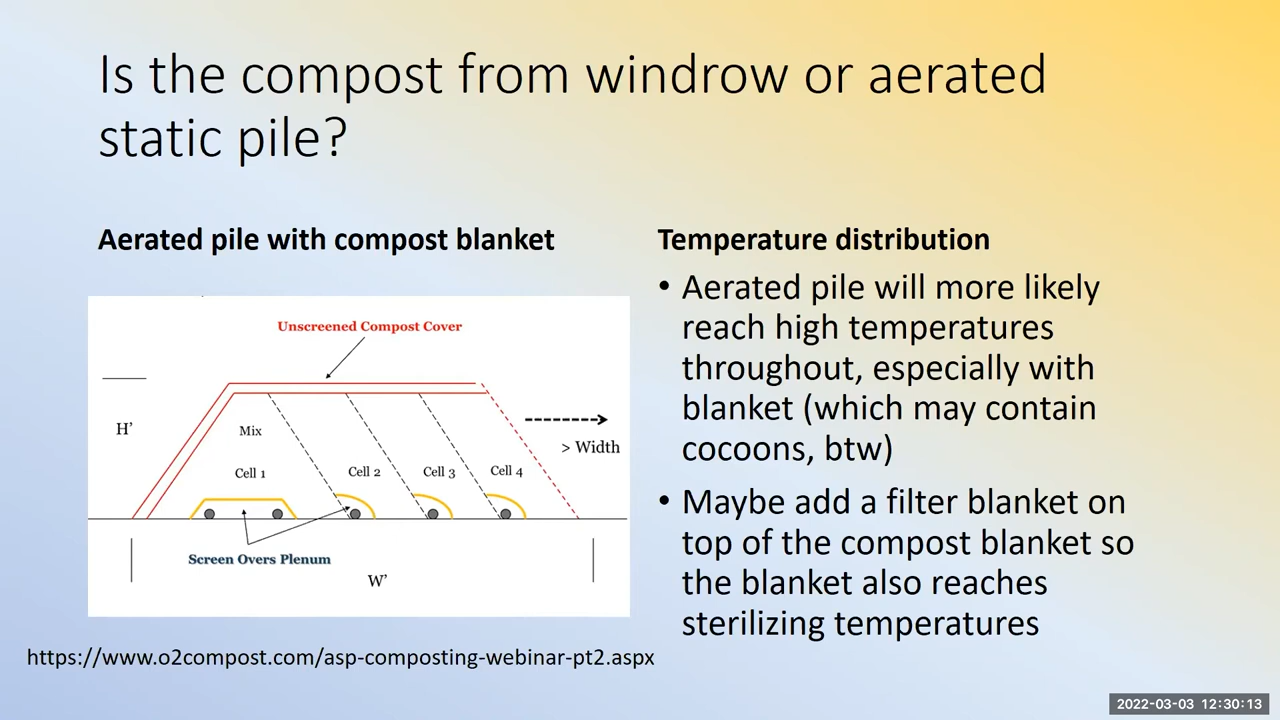 Is the compost from windrow or aerated
static pile?
Aerated pile with compost blanket
Unscreened Compost Cover
H’
Mix
Cell 1
Cell 2
Cell 3
Cell 4
> Width
Screen Overs Plenum
W’
https://www.o2compost.com/asp-composting-webinar-pt2.aspx
Temperature distribution
• Aerated pile will more likely
reach high temperatures
throughout, especially with
blanket (which may contain
cocoons, btw)
• Maybe add a filter blanket on
top of the compost blanket so
the blanket also reaches
sterilizing temperatures
2022-03-03 12:30:13